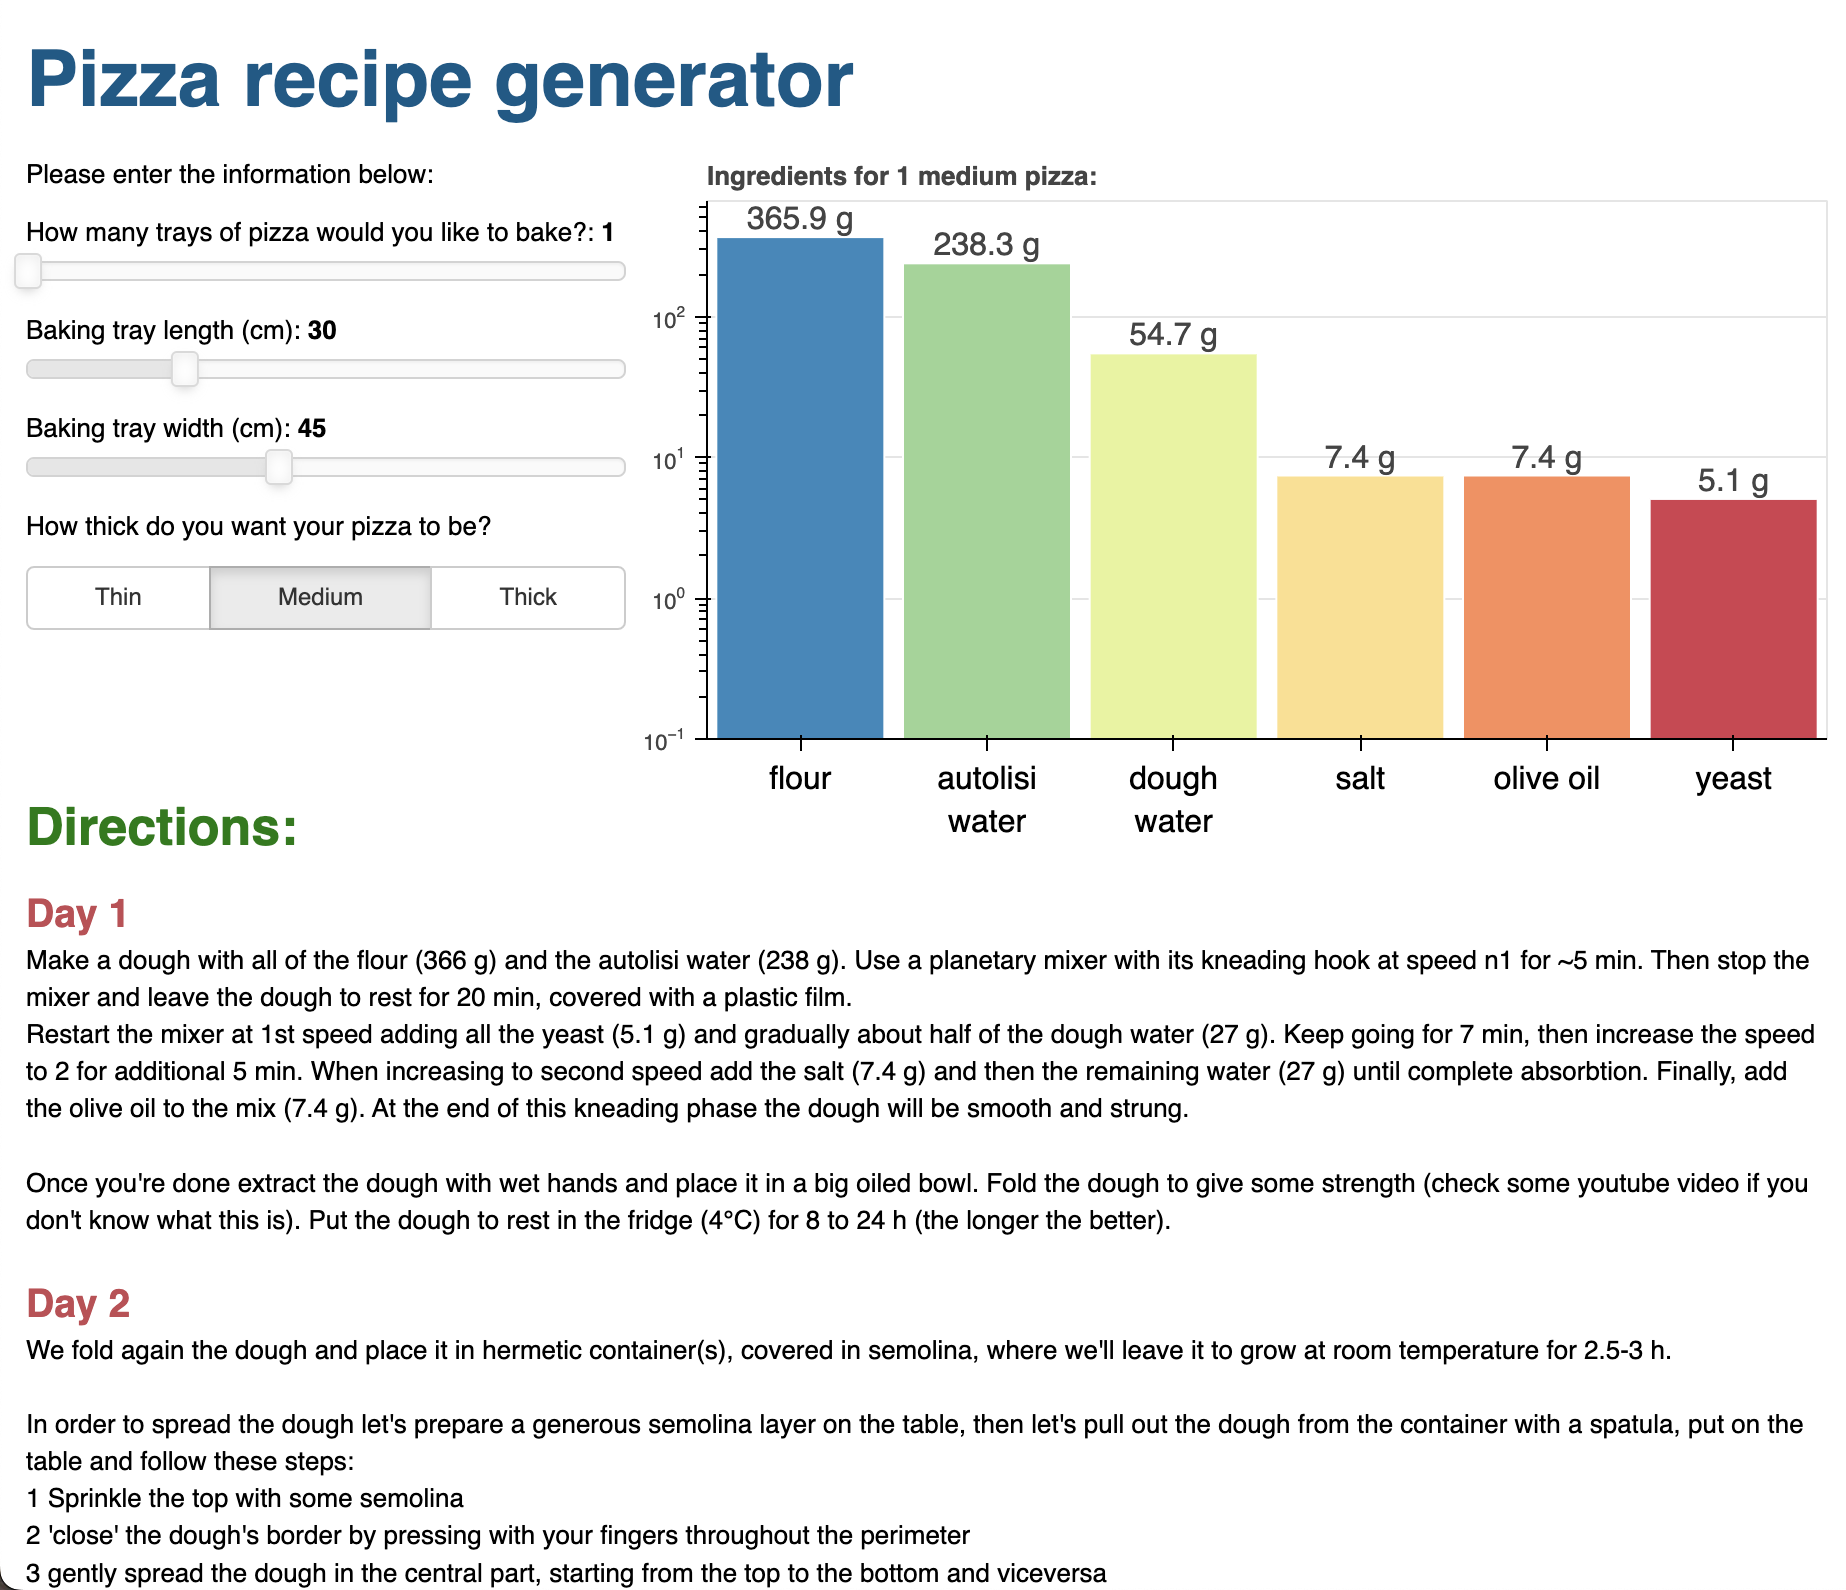 Pizza recipe generator
Please enter the information below:
How many trays of pizza would you like to bake?: 1
Baking tray length (cm): 30
Baking tray width (cm): 45
How thick do you want your pizza to be?
Thin Medium Thick
Ingredients for 1 medium pizza:
365.9 g
238.3 g
54.7 g
7.4 g
7.4 g
5.1 g
10²
10¹
10⁰
10⁻¹
flour
autolisi
water
dough
water
salt
olive oil
yeast
Directions:
Day 1
Make a dough with all of the flour (366 g) and the autolisi water (238 g). Use a planetary mixer with its kneading hook at speed n1 for ~5 min. Then stop the
mixer and leave the dough to rest for 20 min, covered with a plastic film.
Restart the mixer at 1st speed adding all the yeast (5.1 g) and gradually about half of the dough water (27 g). Keep going for 7 min, then increase the speed
to 2 for additional 5 min. When increasing to second speed add the salt (7.4 g) and then the remaining water (27 g) until complete absorbtion. Finally, add
the olive oil to the mix (7.4 g). At the end of this kneading phase the dough will be smooth and strung.
Once you're done extract the dough with wet hands and place it in a big oiled bowl. Fold the dough to give some strength (check some youtube video if you
don't know what this is). Put the dough to rest in the fridge (4°C) for 8 to 24 h (the longer the better).
Day 2
We fold again the dough and place it in hermetic container(s), covered in semolina, where we'll leave it to grow at room temperature for 2.5-3 h.
In order to spread the dough let's prepare a generous semolina layer on the table, then let's pull out the dough from the container with a spatula, put on the
table and follow these steps:
1 Sprinkle the top with some semolina
2 'close' the dough's border by pressing with your fingers throughout the perimeter
3 gently spread the dough in the central part, starting from the top to the bottom and viceversa